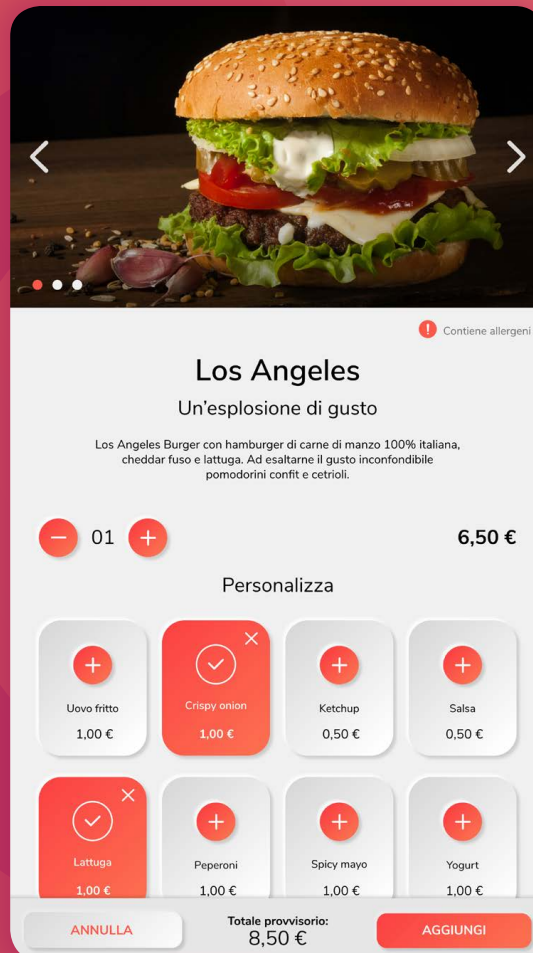 Contiene allergeni
Los Angeles
Un'esplosione di gusto
Los Angeles Burger con hamburger di carne di manzo 100% italiana,
cheddar fuso e lattuga. Ad esaltarne il gusto inconfondibile
pomodorini confit e cetrioli.
01
6,50 €
Personalizza
Uovo fritto
1,00 €
Crispy onion
1,00 €
Ketchup
0,50 €
Salsa
0,50 €
Lattuga
1,00 €
Peperoni
1,00 €
Spicy mayo
1,00 €
Yogurt
1,00 €
ANNULLA
Totale provvisorio:
8,50 €
AGGIUNGI